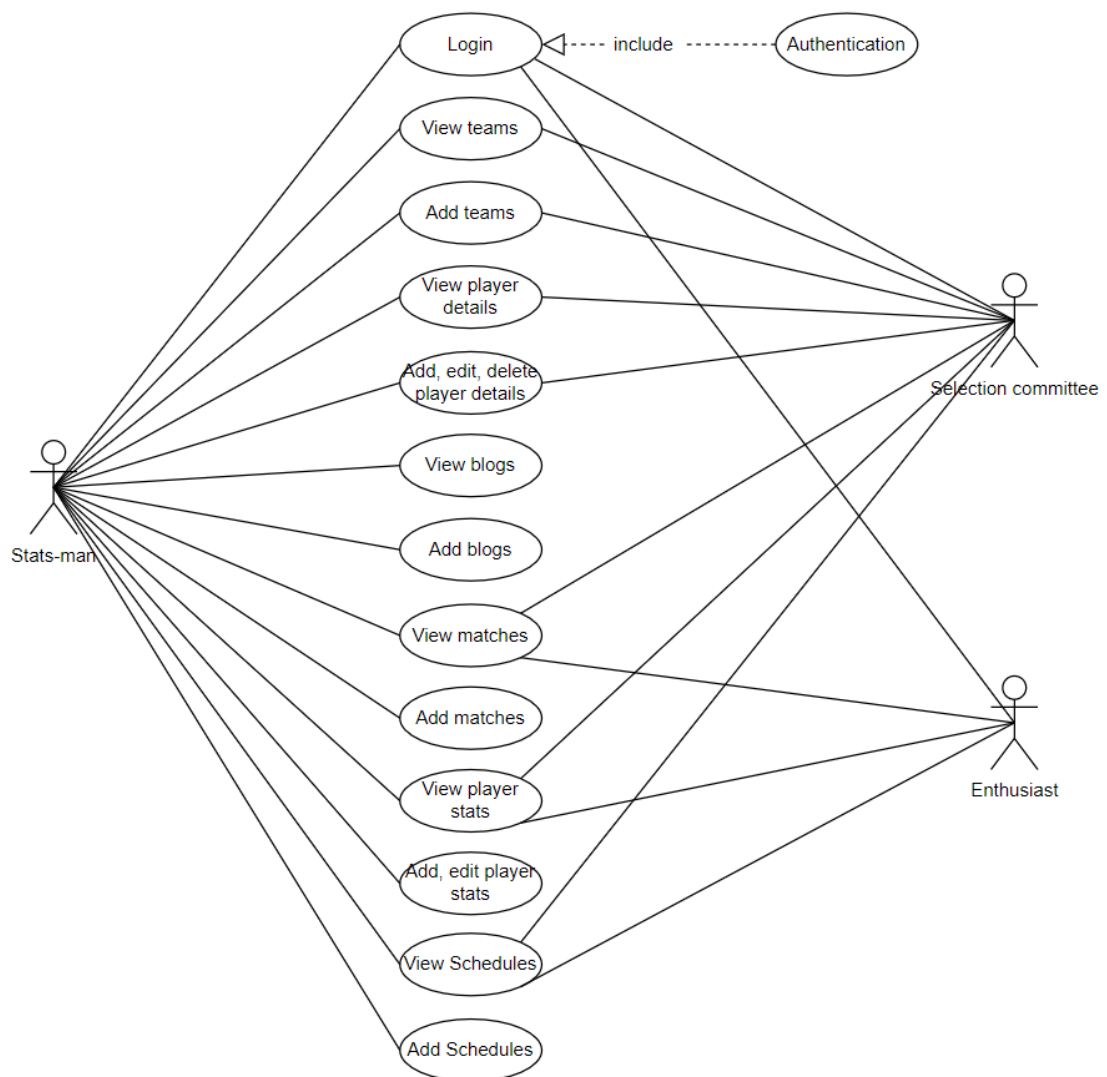 Login
include
Authentication
View teams
Add teams
View player
details
Selection committee
Add, edit, delete
player details
View blogs
Stats-man
Add blogs
View matches
Add matches
View player
stats
Enthusiast
Add, edit player
stats
View Schedules
Add Schedules